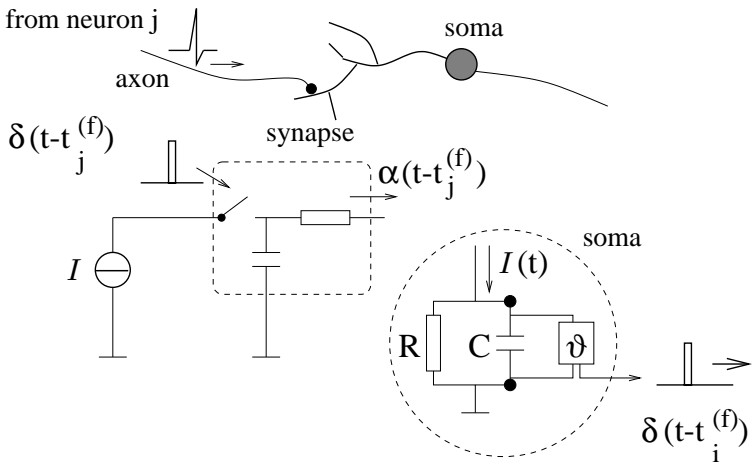 from neuron j
soma
axon
synapse
δ(t-t_j^(f))
α(t-t_j^(f))
soma
I
I(t)
R
C
ϑ
δ(t-t_i^(f))